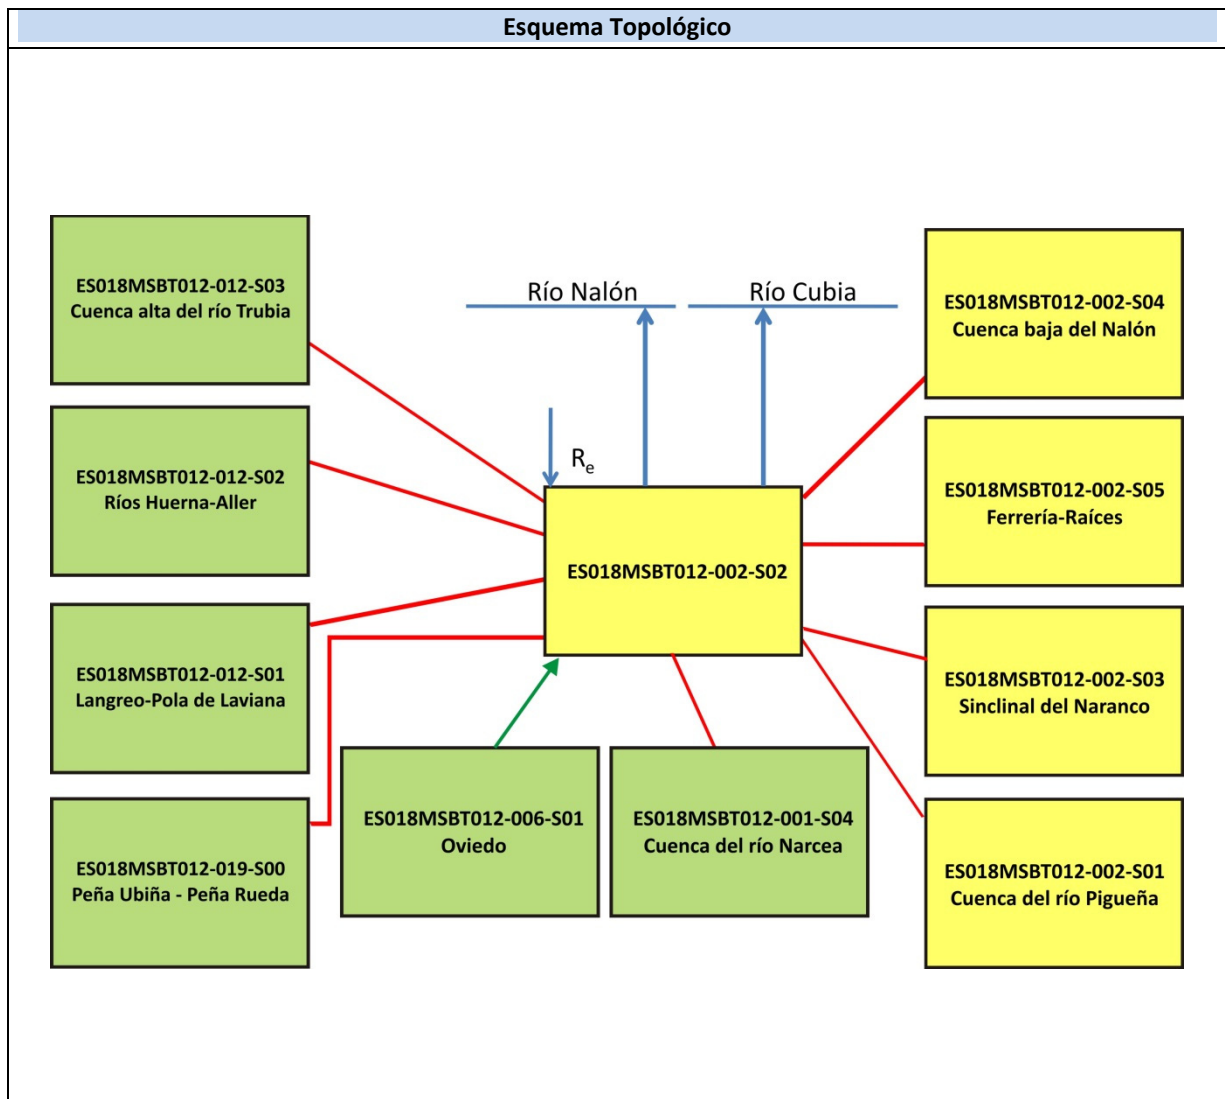 Esquema Topológico
ES018MSBT012-012-S03
Cuenca alta del río Trubia
ES018MSBT012-012-S02
Ríos Huerna-Aller
ES018MSBT012-012-S01
Langreo-Pola de Laviana
ES018MSBT012-019-S00
Peña Ubiña - Peña Rueda
Río Nalón
Río Cubia
Re
ES018MSBT012-002-S02
ES018MSBT012-006-S01
Oviedo
ES018MSBT012-001-S04
Cuenca del río Narcea
ES018MSBT012-002-S04
Cuenca baja del Nalón
ES018MSBT012-002-S05
Ferrería-Raíces
ES018MSBT012-002-S03
Sinclinal del Naranco
ES018MSBT012-002-S01
Cuenca del río Pigueña